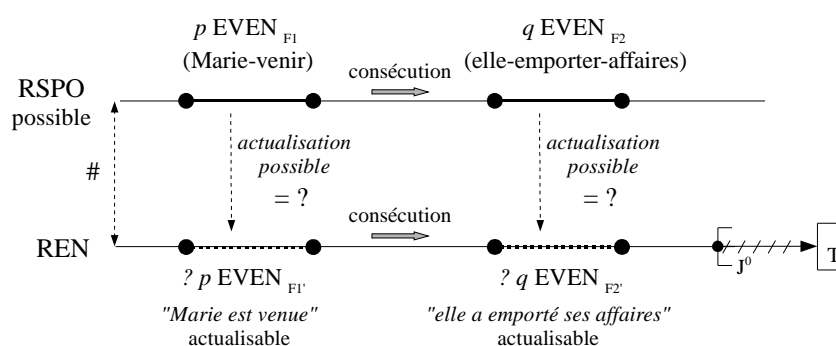 p EVEN F1
q EVEN F2
(Marie-venir)
consécution
(elle-emporter-affaires)
RSPO
possible
actualisation
possible
= ?
actualisation
possible
= ?
#
consécution
REN
J0
T
? p EVEN F1'
? q EVEN F2'
"Marie est venue"
"elle a emporté ses affaires"
actualisable
actualisable